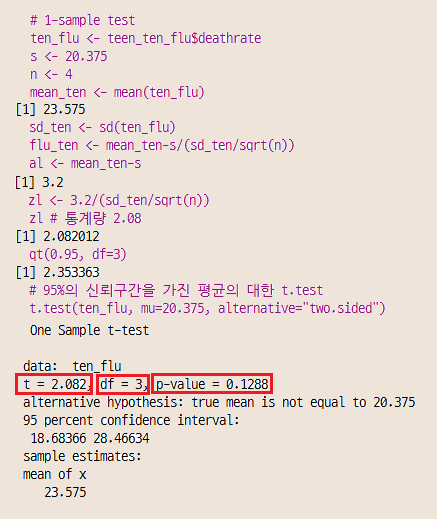 # 1-sample test
ten_flu <- teen_ten_flu$deathrate
s <- 20.375
n <- 4
mean_ten <- mean(ten_flu)
[1] 23.575
sd_ten <- sd(ten_flu)
flu_ten <- mean_ten-s/(sd_ten/sqrt(n))
al <- mean_ten-s
[1] 3.2
zl <- 3.2/(sd_ten/sqrt(n))
zl # 통계량 2.08
[1] 2.082012
qt(0.95, df=3)
[1] 2.353363
# 95%의 신뢰구간을 가진 평균의 대한 t.test
t.test(ten_flu, mu=20.375, alternative="two.sided")
One Sample t-test
data: ten_flu
t = 2.082, df = 3, p-value = 0.1288
alternative hypothesis: true mean is not equal to 20.375
95 percent confidence interval:
18.68366 28.46634
sample estimates:
mean of x
23.575